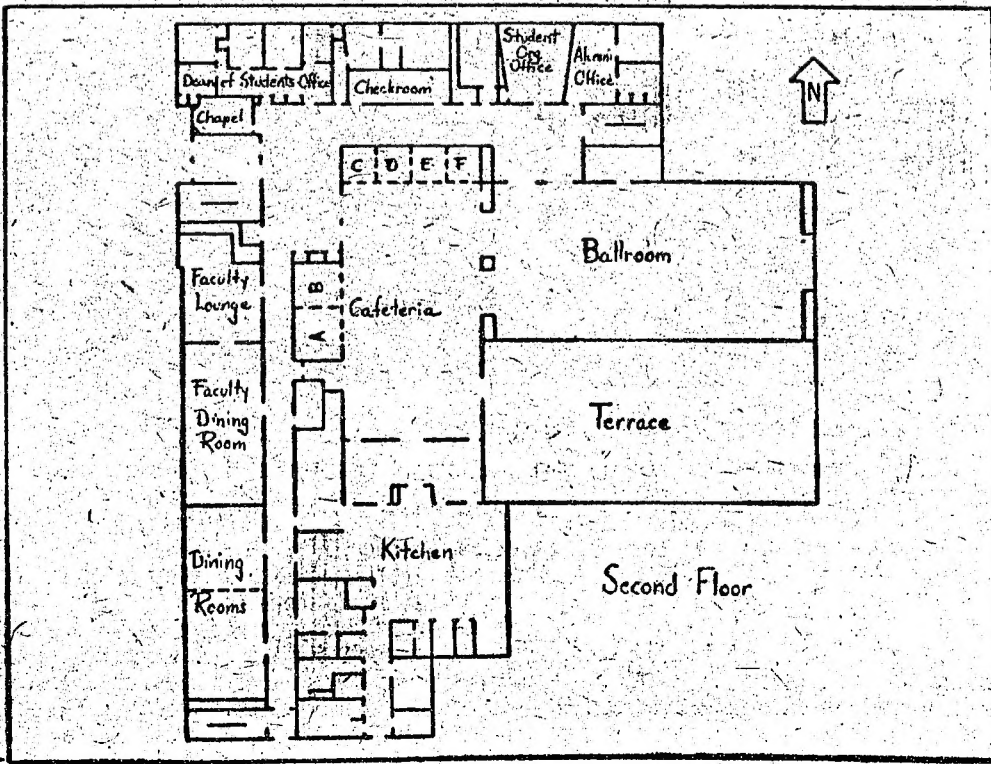 Student
Org
Office
Alumni
Office
Dean of Students Office
Checkroom
N
Chapel
C
D
E
F
Ballroom
Faculty
Lounge
B
Cafeteria
A
Faculty
Dining
Room
Terrace
Dining
Rooms
Kitchen
Second Floor